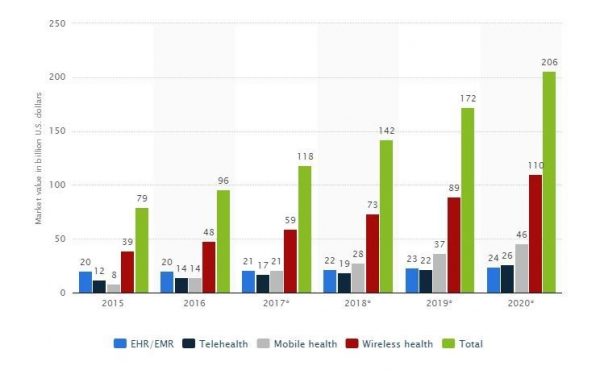 250
200
150
100
50
0
Market value in billion U.S. dollars
20 12 8 39 79
20 14 14 48 96
21 17 21 59 118
22 19 28 73 142
23 22 37 89 172
24 26 46 110 206
2015 2016 2017* 2018* 2019* 2020*
EHR/EMR Telehealth Mobile health Wireless health Total